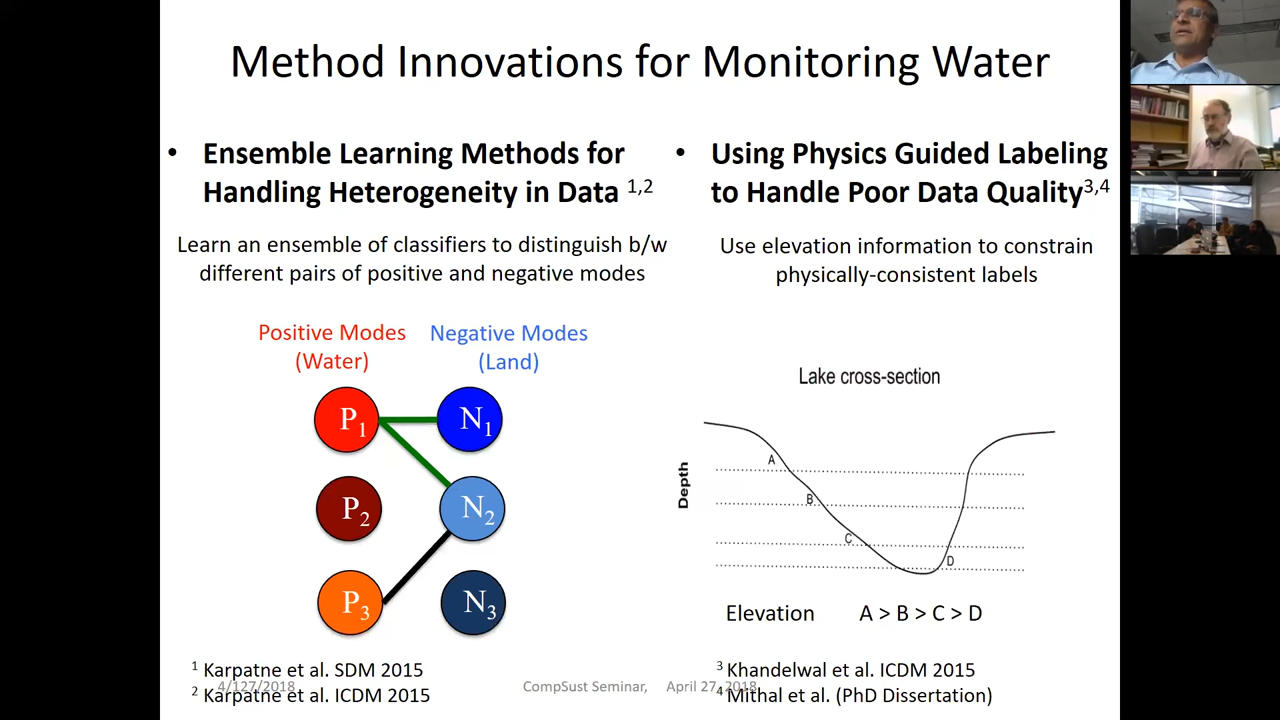 Method Innovations for Monitoring Water
• Ensemble Learning Methods for
Handling Heterogeneity in Data 1,2
Learn an ensemble of classifiers to distinguish b/w
different pairs of positive and negative modes
Positive Modes
(Water)
Negative Modes
(Land)
P1
N1
P2
N2
P3
N3
1 Karpatne et al. SDM 2015
2 Karpatne et al. ICDM 2015
• Using Physics Guided Labeling
to Handle Poor Data Quality3,4
Use elevation information to constrain
physically-consistent labels
Lake cross-section
Depth
A
B
C
D
Elevation A > B > C > D
3 Khandelwal et al. ICDM 2015
4 Mithal et al. (PhD Dissertation)
4/127/2018
CompSust Seminar, April 27, 2018